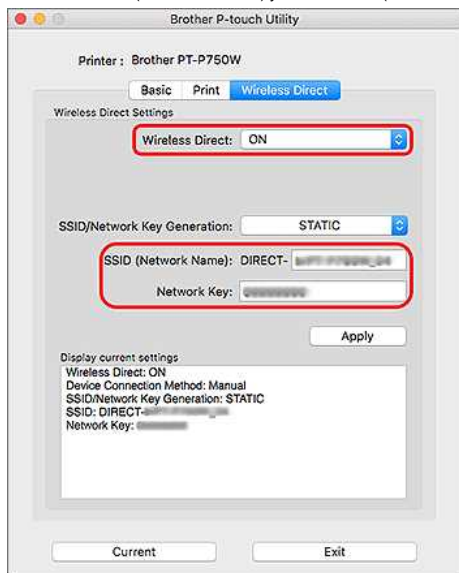 Brother P-touch Utility
Printer : Brother PT-P750W
Basic Print Wireless Direct
Wireless Direct Settings
Wireless Direct: ON
SSID/Network Key Generation: STATIC
SSID (Network Name): DIRECT-
Network Key:
Apply
Display current settings
Wireless Direct: ON
Device Connection Method: Manual
SSID/Network Key Generation: STATIC
SSID: DIRECT-
Network Key:
Current Exit